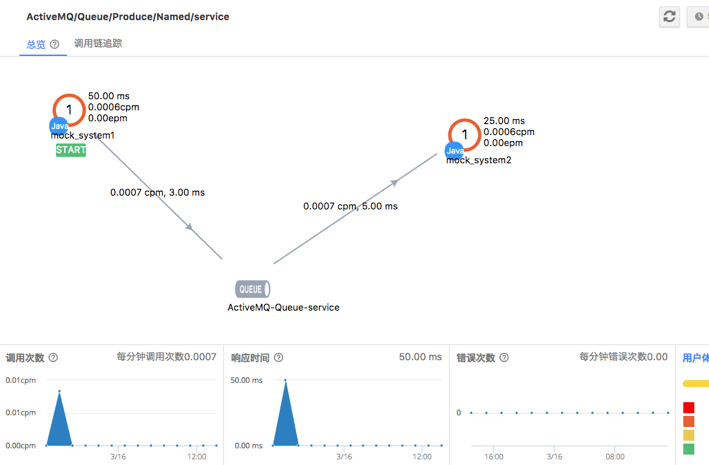 ActiveMQ/Queue/Produce/Named/service
总览
调用链追踪
1
50.00 ms
0.0006cpm
0.00epm
Java
mock_system1
START
1
25.00 ms
0.0006cpm
0.00epm
Java
mock_system2
0.0007 cpm, 3.00 ms
0.0007 cpm, 5.00 ms
QUEUE
ActiveMQ-Queue-service
调用次数
每分钟调用次数0.0007
0.01cpm
0.01cpm
0.00cpm
3/16
12:00
响应时间
50.00 ms
50.00 ms
0.00 ms
3/16
12:00
错误次数
每分钟错误次数0.00
0
16:00
3/16
08:00
用户体